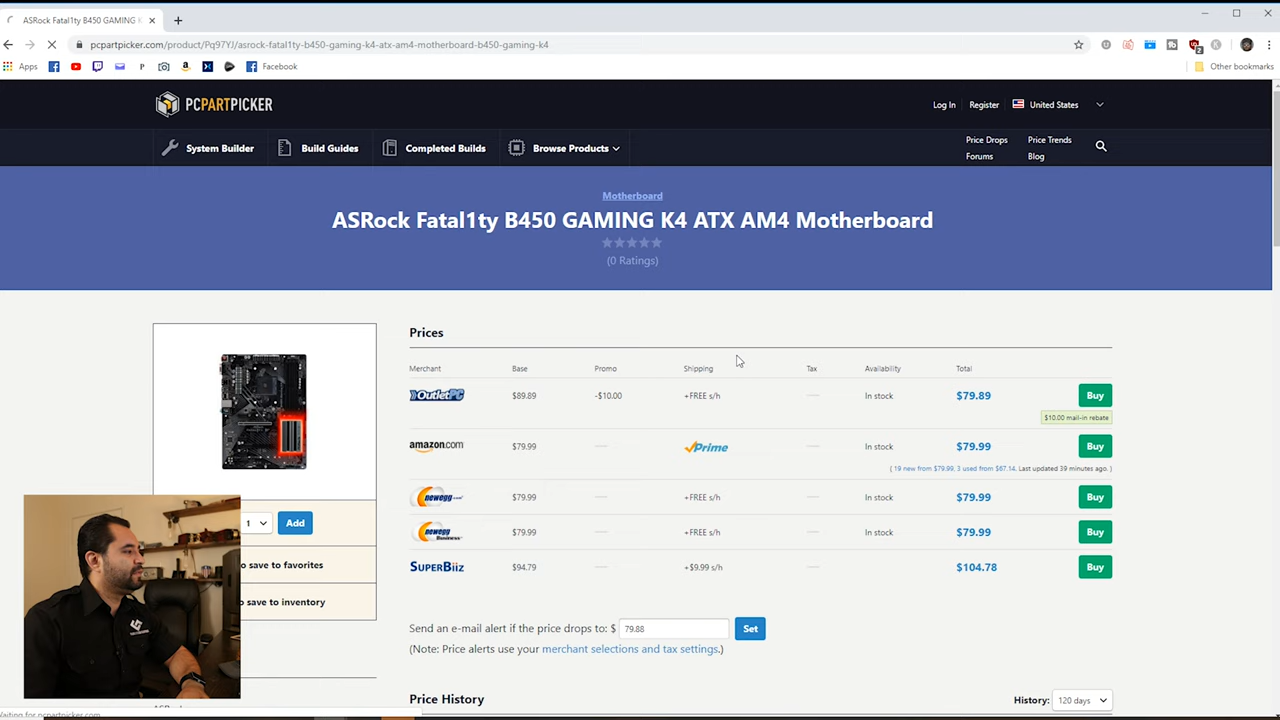 ASRock Fatal1ty B450 GAMING K
pcpartpicker.com/product/Pq97YJ/asrock-fatal1ty-b450-gaming-k4-atx-am4-motherboard-b450-gaming-k4
Apps
Facebook
Other bookmarks
PCPARTPICKER
Log In Register United States
System Builder Build Guides Completed Builds Browse Products
Price Drops Price Trends
Forums Blog
Motherboard
ASRock Fatal1ty B450 GAMING K4 ATX AM4 Motherboard
(0 Ratings)
Prices
Merchant Base Promo Shipping Tax Availability Total
OutletPC $89.89 -$10.00 +FREE s/h In stock $79.89 Buy
$10.00 mail-in rebate
amazon.com $79.99 Prime In stock $79.99 Buy
( 19 new from $79.99, 3 used from $67.14. Last updated 39 minutes ago. )
newegg.com $79.99 +FREE s/h In stock $79.99 Buy
newegg Business $79.99 +FREE s/h In stock $79.99 Buy
SUPERBiiz $94.79 +$9.99 s/h $104.78 Buy
1 Add
o save to favorites
o save to inventory
Send an e-mail alert if the price drops to: $ 79.88 Set
(Note: Price alerts use your merchant selections and tax settings.)
Price History History: 120 days
Waiting for pcpartpicker.com